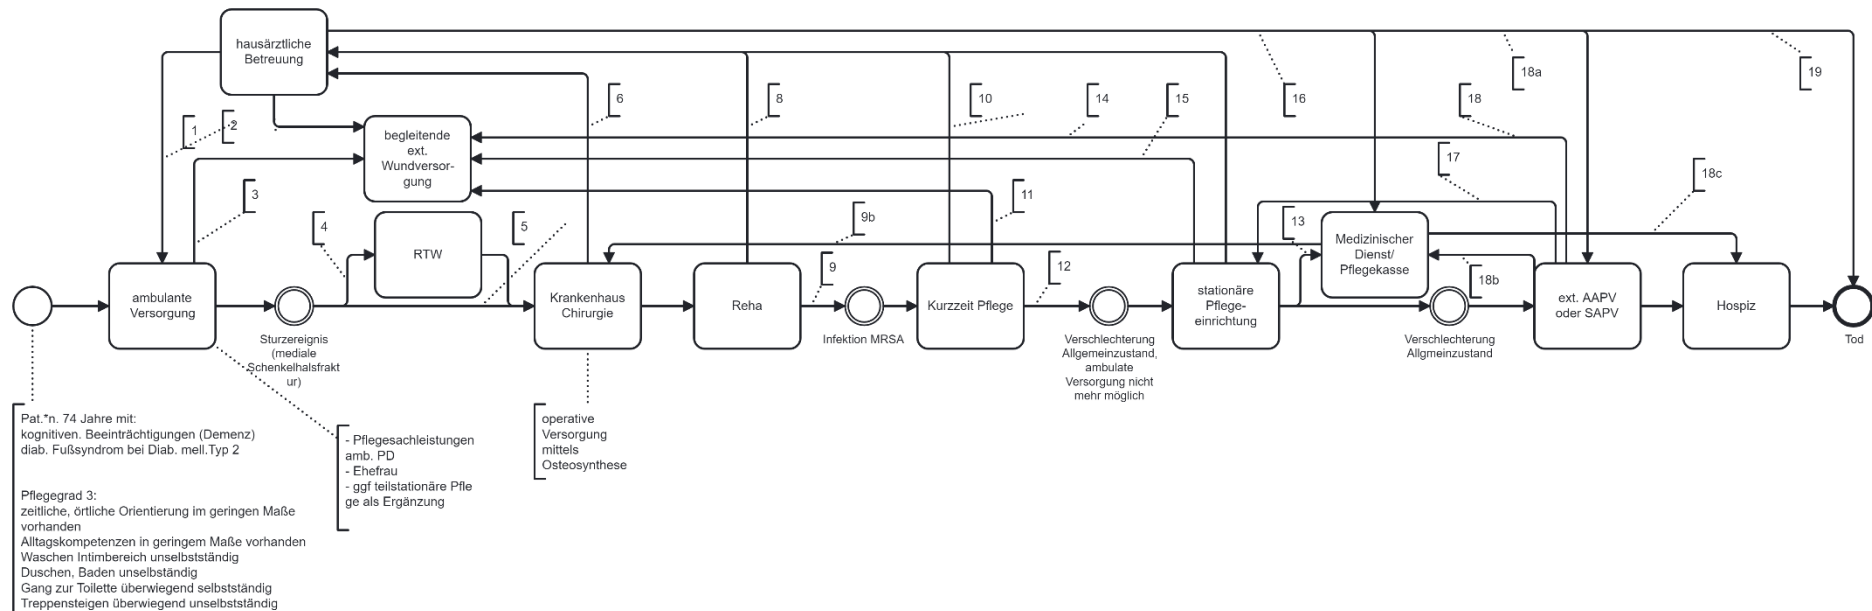 hausärztliche
Betreuung
1
2
3
4
5
6
8
10
14
15
16
18a
18
19
begleitende
ext.
Wundversor-
gung
17
18c
11
9b
13
RTW
Medizinischer
Dienst/
Pflegekasse
9
12
18b
ambulante
Versorgung
Krankenhaus
Chirurgie
Reha
Kurzzeit Pflege
stationäre
Pflege-
einrichtung
ext. AAPV
oder SAPV
Hospiz
Sturzereignis
(mediale
Schenkelhalsfrakt
ur)
Infektion MRSA
Verschlechterung
Allgemeinzustand,
ambulate
Versorgung nicht
mehr möglich
Verschlechterung
Allgmeinzustand
Tod
Pat.*n. 74 Jahre mit:
kognitiven. Beeinträchtigungen (Demenz)
diab. Fußsyndrom bei Diab. mell.Typ 2
Pflegegrad 3:
zeitliche, örtliche Orientierung im geringen Maße
vorhanden
Alltagskompetenzen in geringem Maße vorhanden
Waschen Intimbereich unselbstständig
Duschen, Baden unselbständig
Gang zur Toilette überwiegend selbstständig
Treppensteigen überwiegend unselbstständig
- Pflegesachleistungen
amb. PD
- Ehefrau
- ggf teilstationäre Pfle
ge als Ergänzung
operative
Versorgung
mittels
Osteosynthese